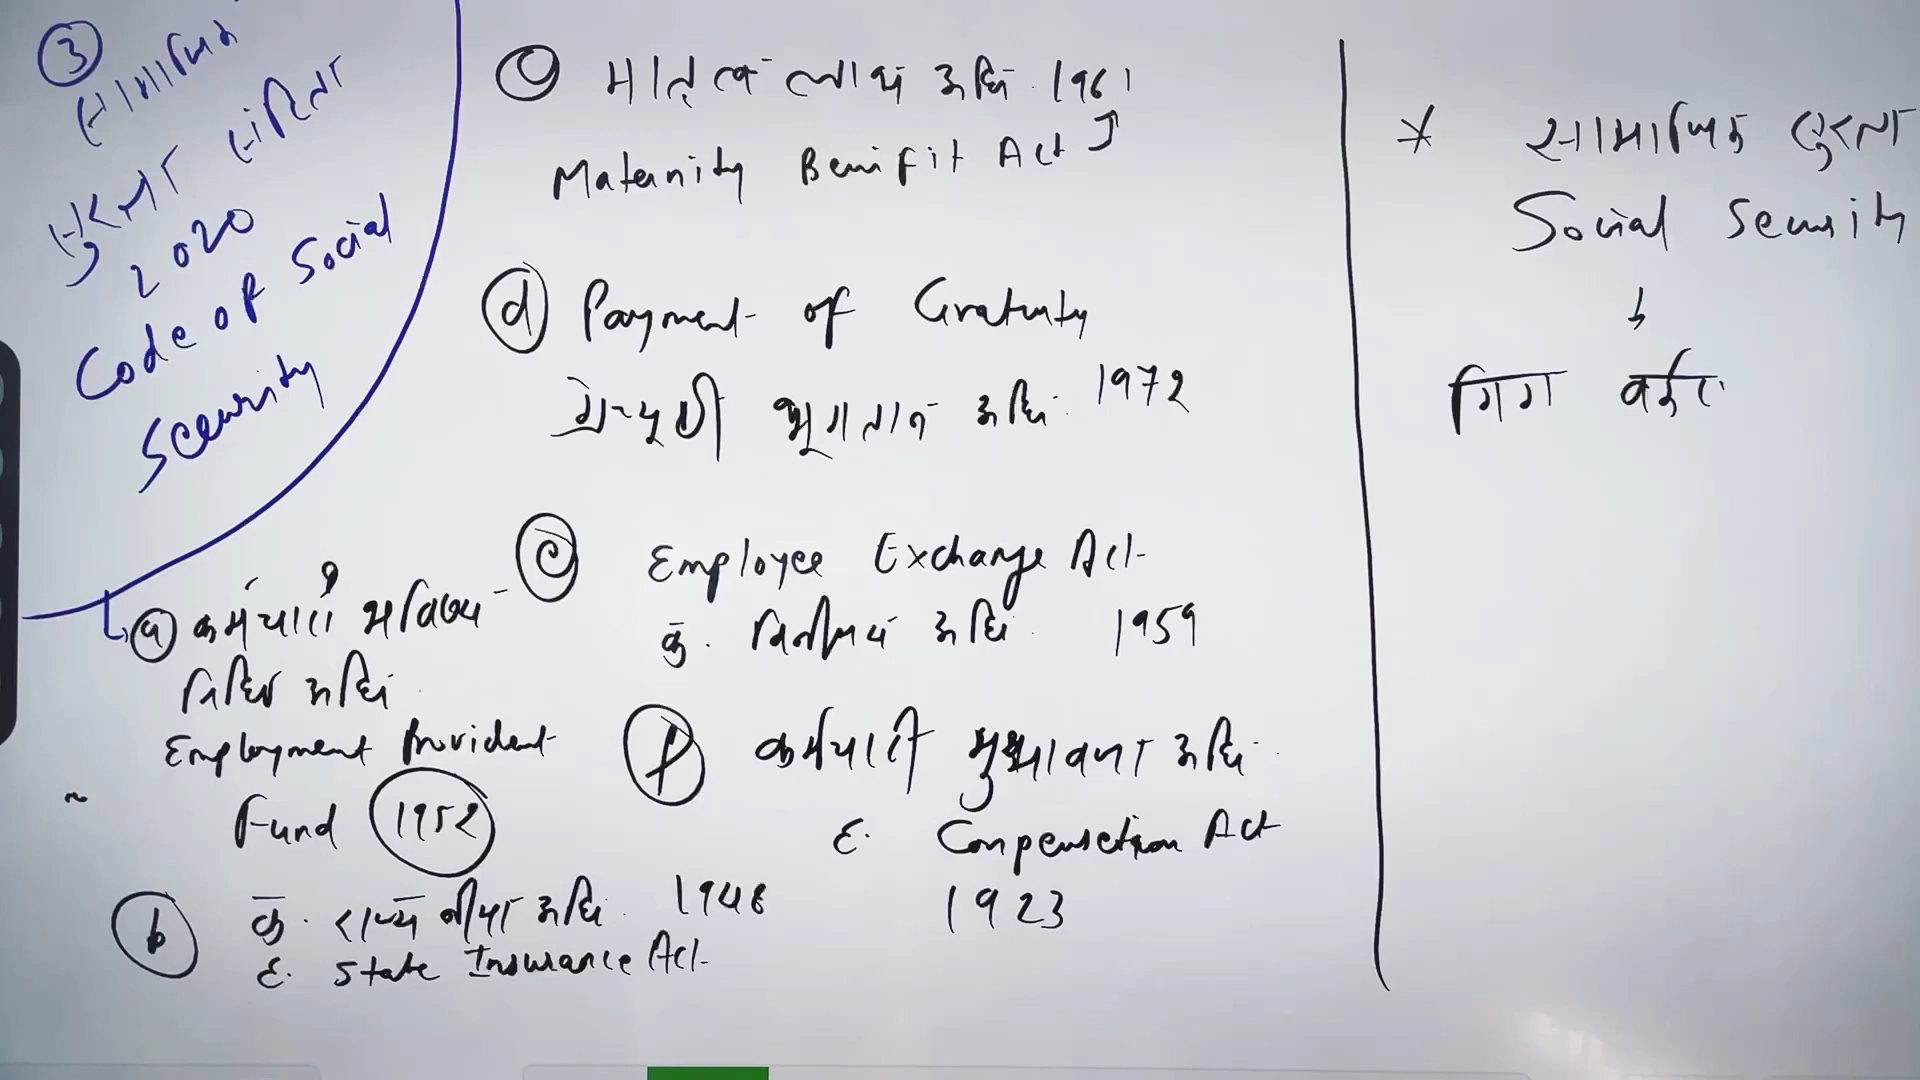 ③
सामाजिक
सुरक्षा संहिता
2020
Code of Social
Security
ⓐ कर्मचारी भविष्य
निधि अधि.
Employment Provident
Fund 1952
ⓑ क. राज्य बीमा अधि. 1948
E. State Insurance Act
ⓒ मातृत्व लाभ अधि. 1961
Maternity Benifit Act
ⓓ Payment of Gratuity
ग्रेच्युटी भुगतान अधि. 1972
ⓔ Employee Exchange Act
क. विनिमय अधि. 1959
ⓕ कर्मचारी मुआवजा अधि.
E. Conpensetion Act
1923
* सामाजिक सुरक्षा
Social Security
गिग वर्कर